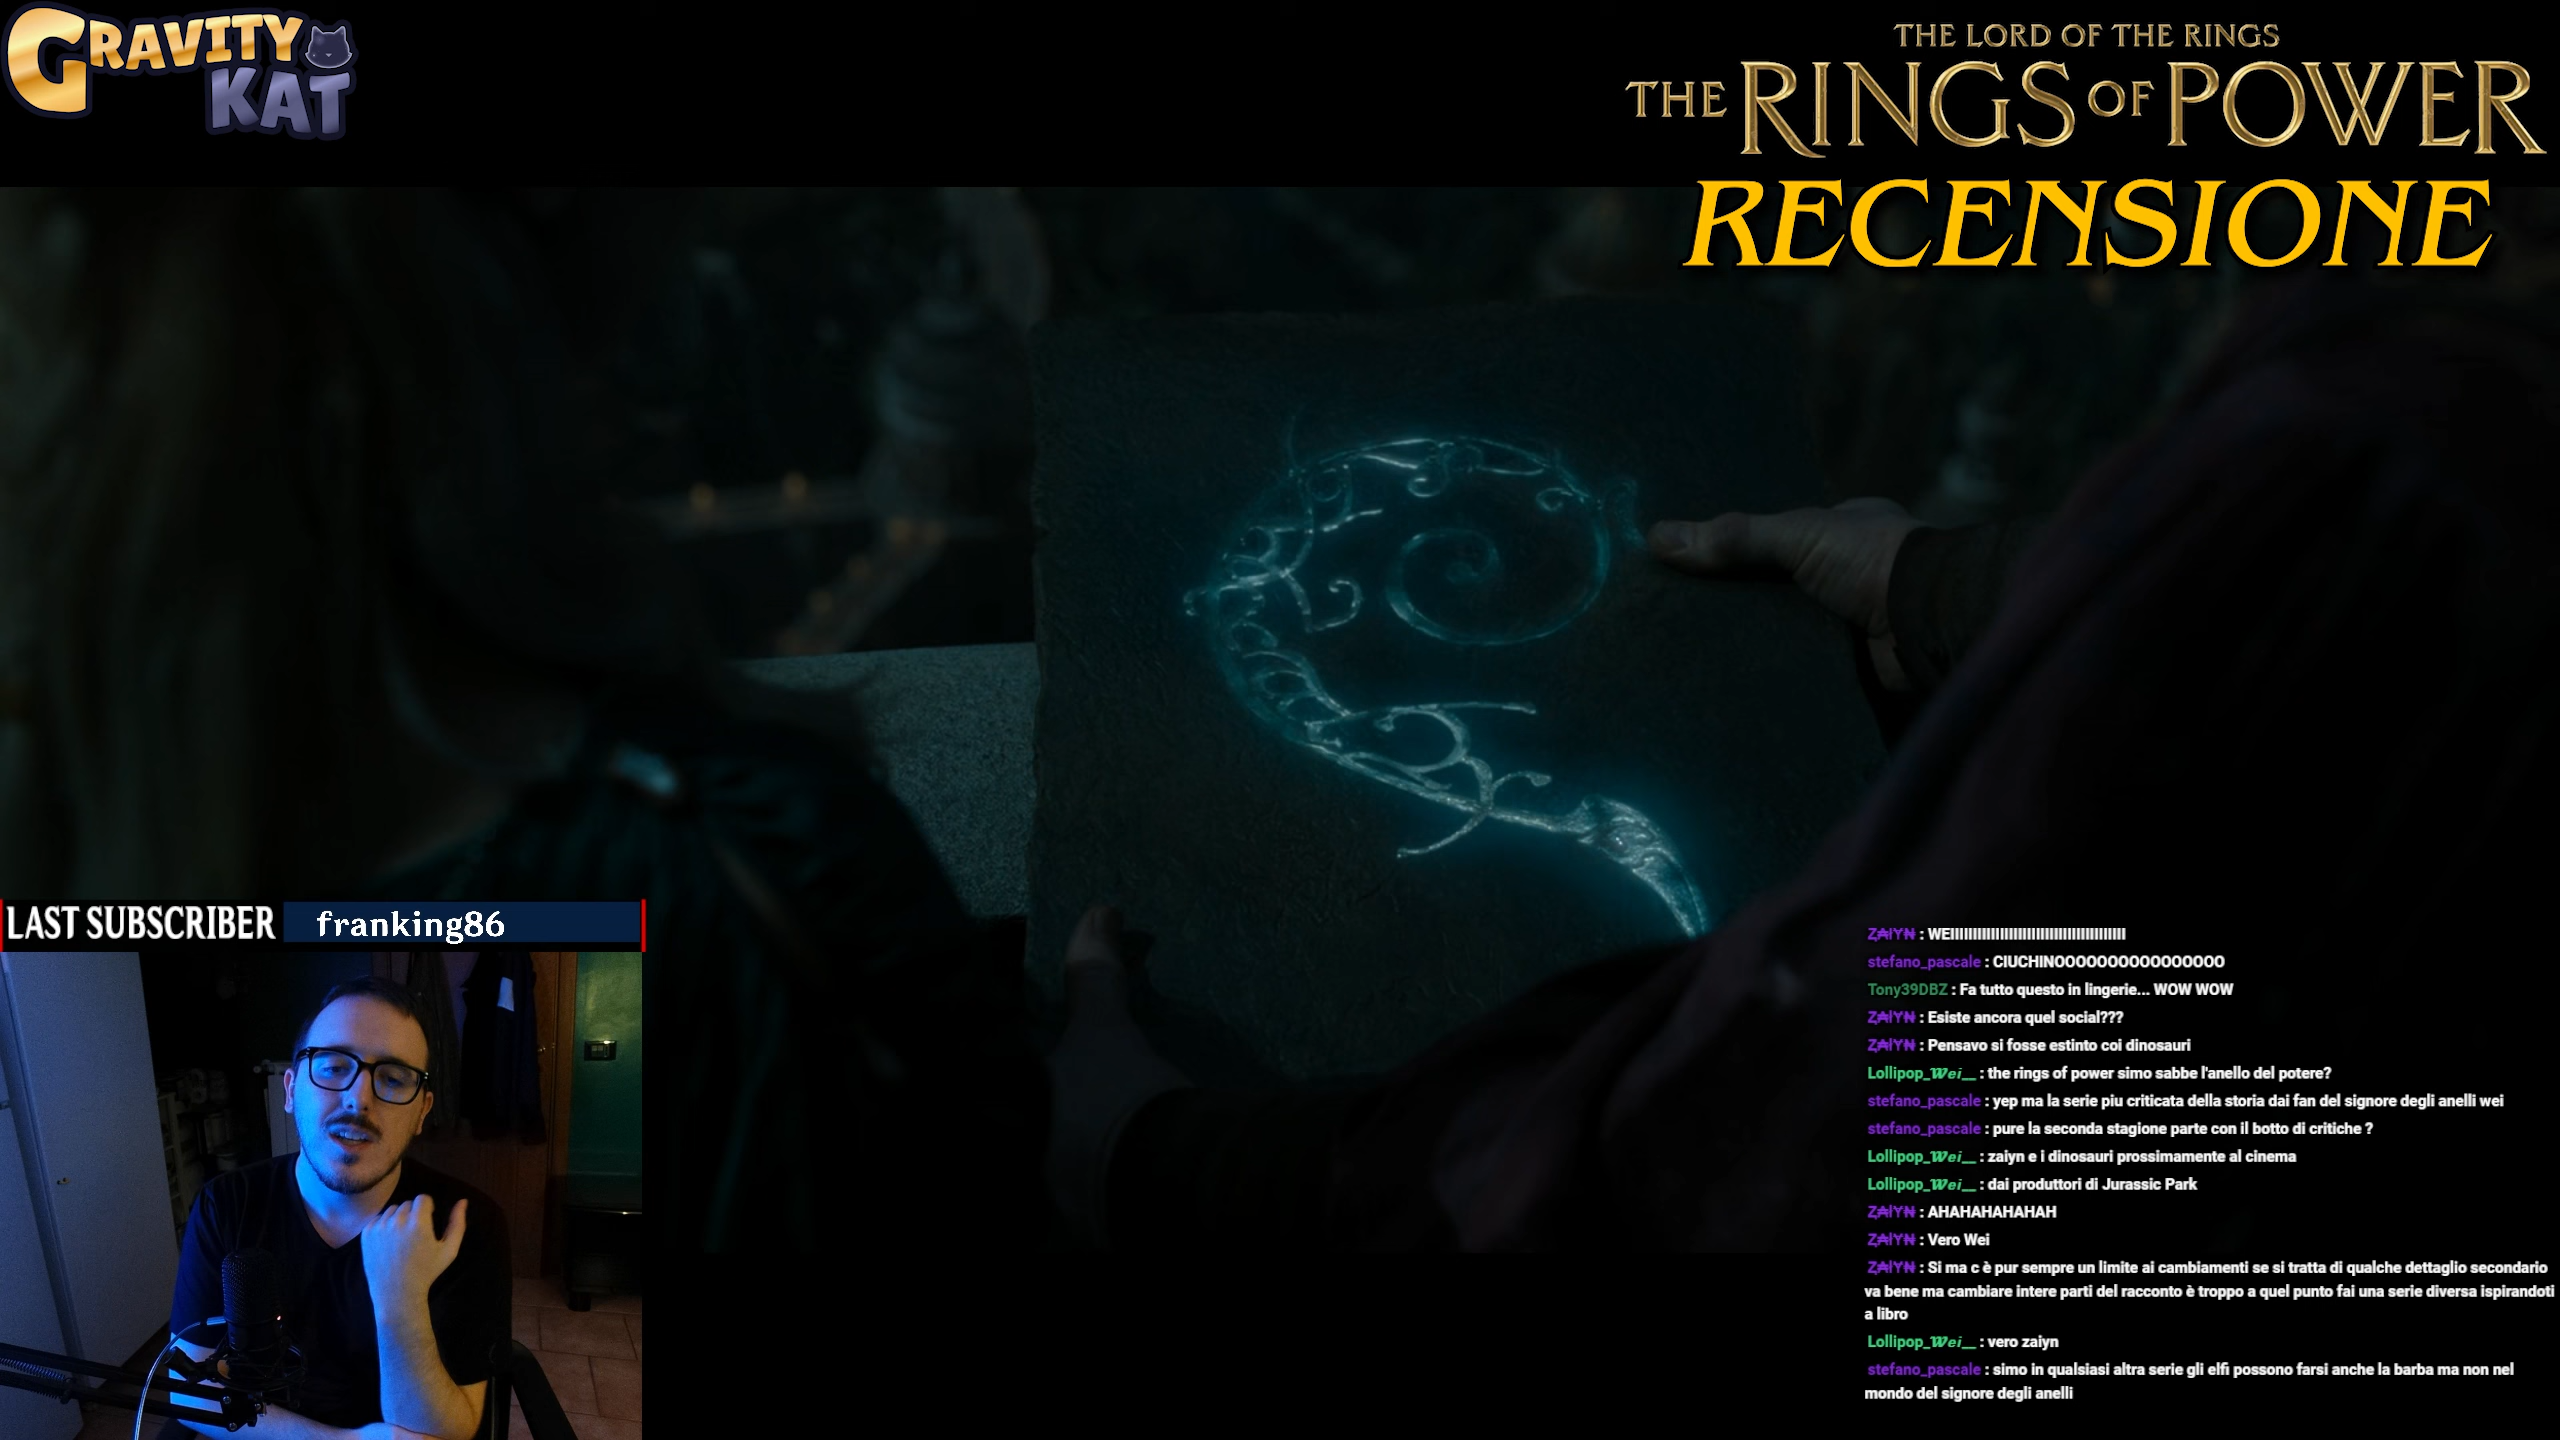 GRAVITY
KAT
THE LORD OF THE RINGS
THE RINGS OF POWER
RECENSIONE
LAST SUBSCRIBER franking86
ZAIYN : WEIIIIIIIIIIIIIIIIIIIIIIIIIIIIIIIIIIIIIII
stefano_pascale : CIUCHINOOOOOOOOOOOOOOOO
Tony39DBZ : Fa tutto questo in lingerie... WOW WOW
ZAIYN : Esiste ancora quel social???
ZAIYN : Pensavo si fosse estinto coi dinosauri
Lollipop_Wei__ : the rings of power simo sabbe l'anello del potere?
stefano_pascale : yep ma la serie piu criticata della storia dai fan del signore degli anelli wei
stefano_pascale : pure la seconda stagione parte con il botto di critiche ?
Lollipop_Wei__ : zaiyn e i dinosauri prossimamente al cinema
Lollipop_Wei__ : dai produttori di Jurassic Park
ZAIYN : AHAHAHAHAHAH
ZAIYN : Vero Wei
ZAIYN : Si ma c è pur sempre un limite ai cambiamenti se si tratta di qualche dettaglio secondario
va bene ma cambiare intere parti del racconto è troppo a quel punto fai una serie diversa ispirandoti
a libro
Lollipop_Wei__ : vero zaiyn
stefano_pascale : simo in qualsiasi altra serie gli elfi possono farsi anche la barba ma non nel
mondo del signore degli anelli